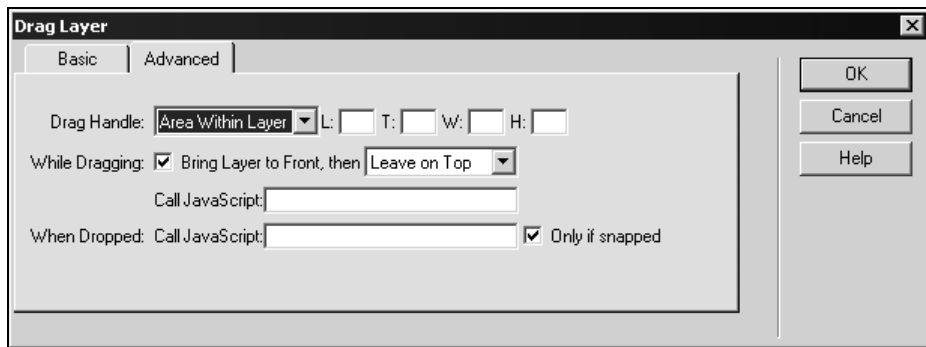 Drag Layer
Basic Advanced
OK
Drag Handle: Area Within Layer L: T: W: H:
Cancel
While Dragging: Bring Layer to Front, then Leave on Top
Help
Call JavaScript:
When Dropped: Call JavaScript: Only if snapped